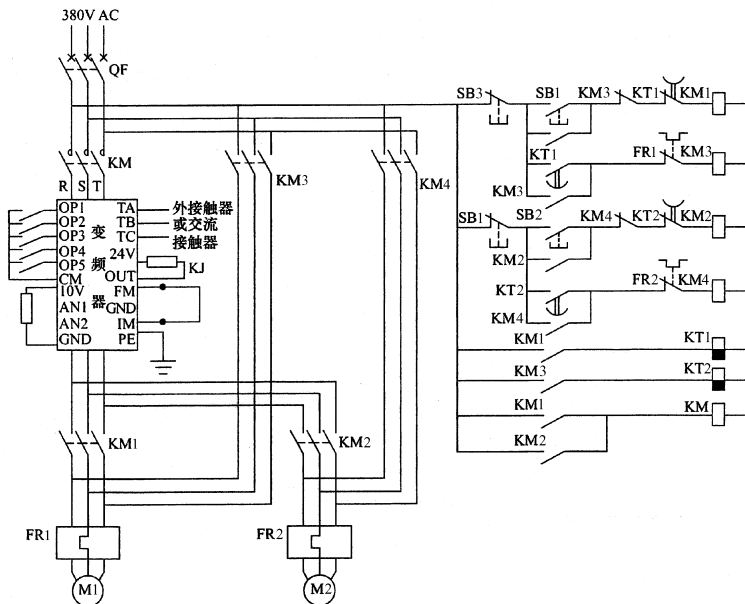 380V AC
QF
KM
R S T
OP1
OP2
OP3
OP4
OP5
CM
10V
AN1
AN2
GND
变
频
器
TA
TB
TC
24V
OUT
FM
GND
IM
PE
外接触器
或交流
接触器
KJ
KM3
KM4
KM1
KM2
FR1
FR2
M1
M2
SB3 SB1 KM3 KT1 KM1
KT1 FR1 KM3
KM3
SB1 SB2 KM4 KT2 KM2
KM2
KT2 FR2 KM4
KM4
KM1 KT1
KM3 KT2
KM1 KM
KM2